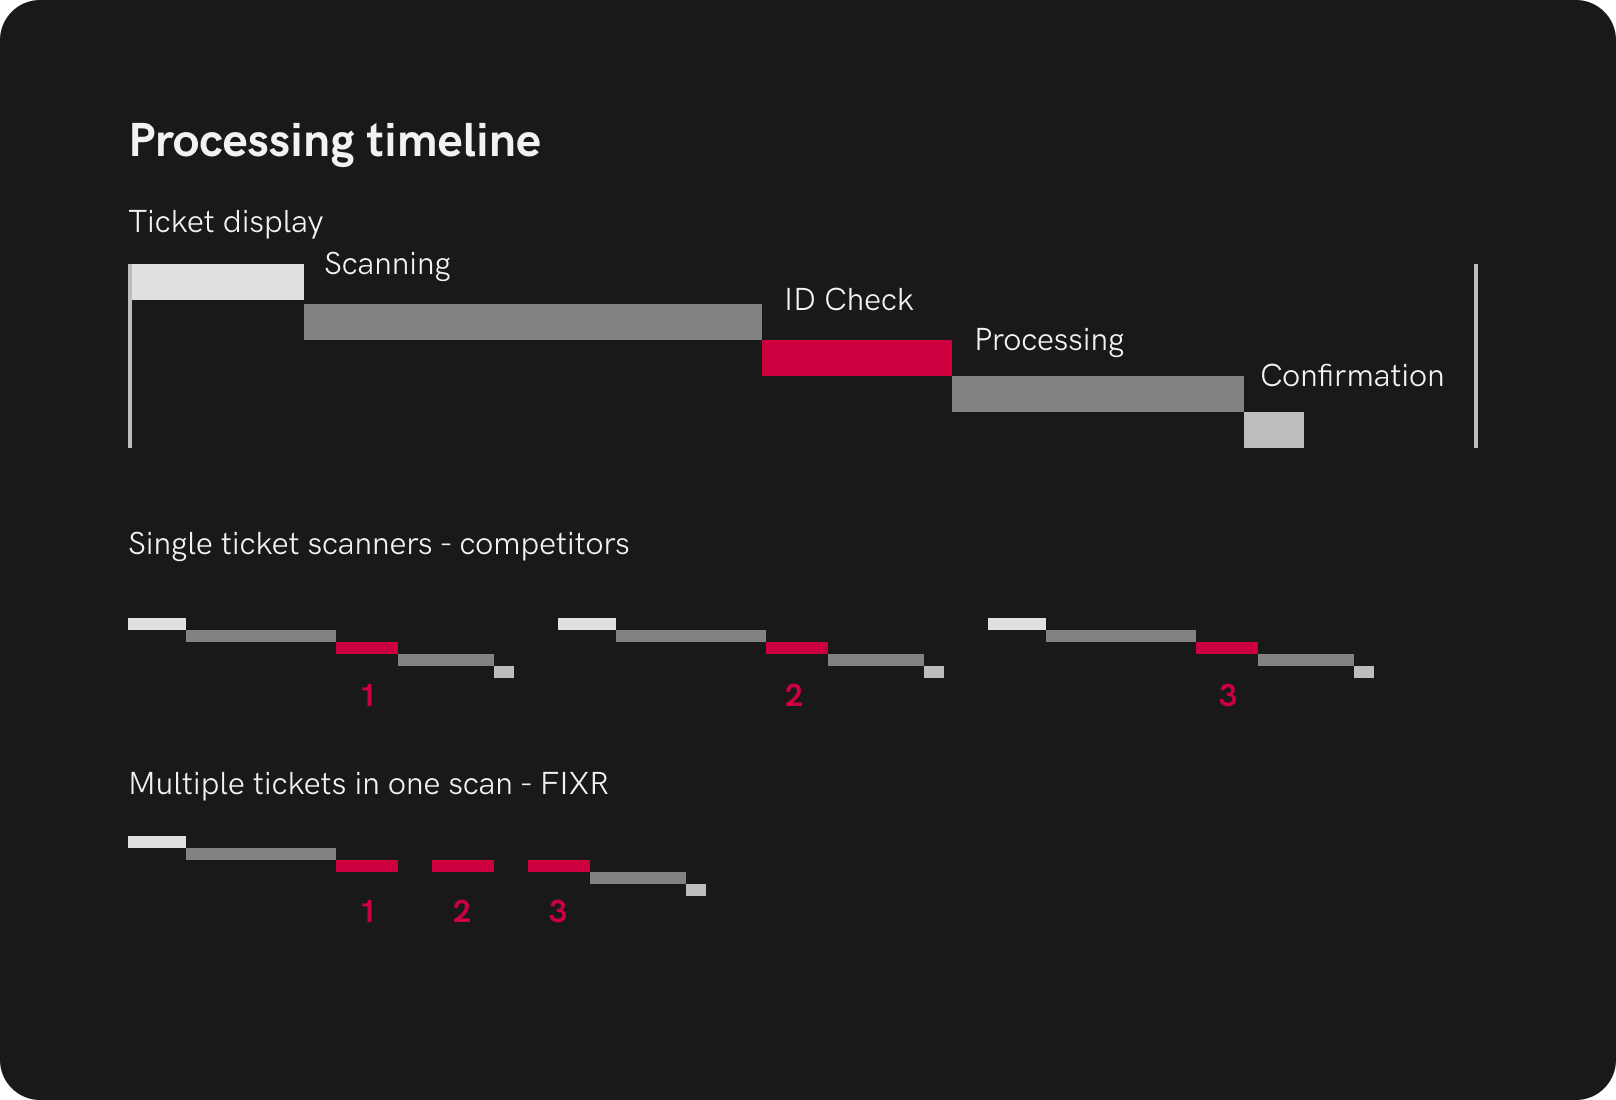 Processing timeline
Ticket display
Scanning
ID Check
Processing
Confirmation
Single ticket scanners - competitors
1
2
3
Multiple tickets in one scan - FIXR
1
2
3